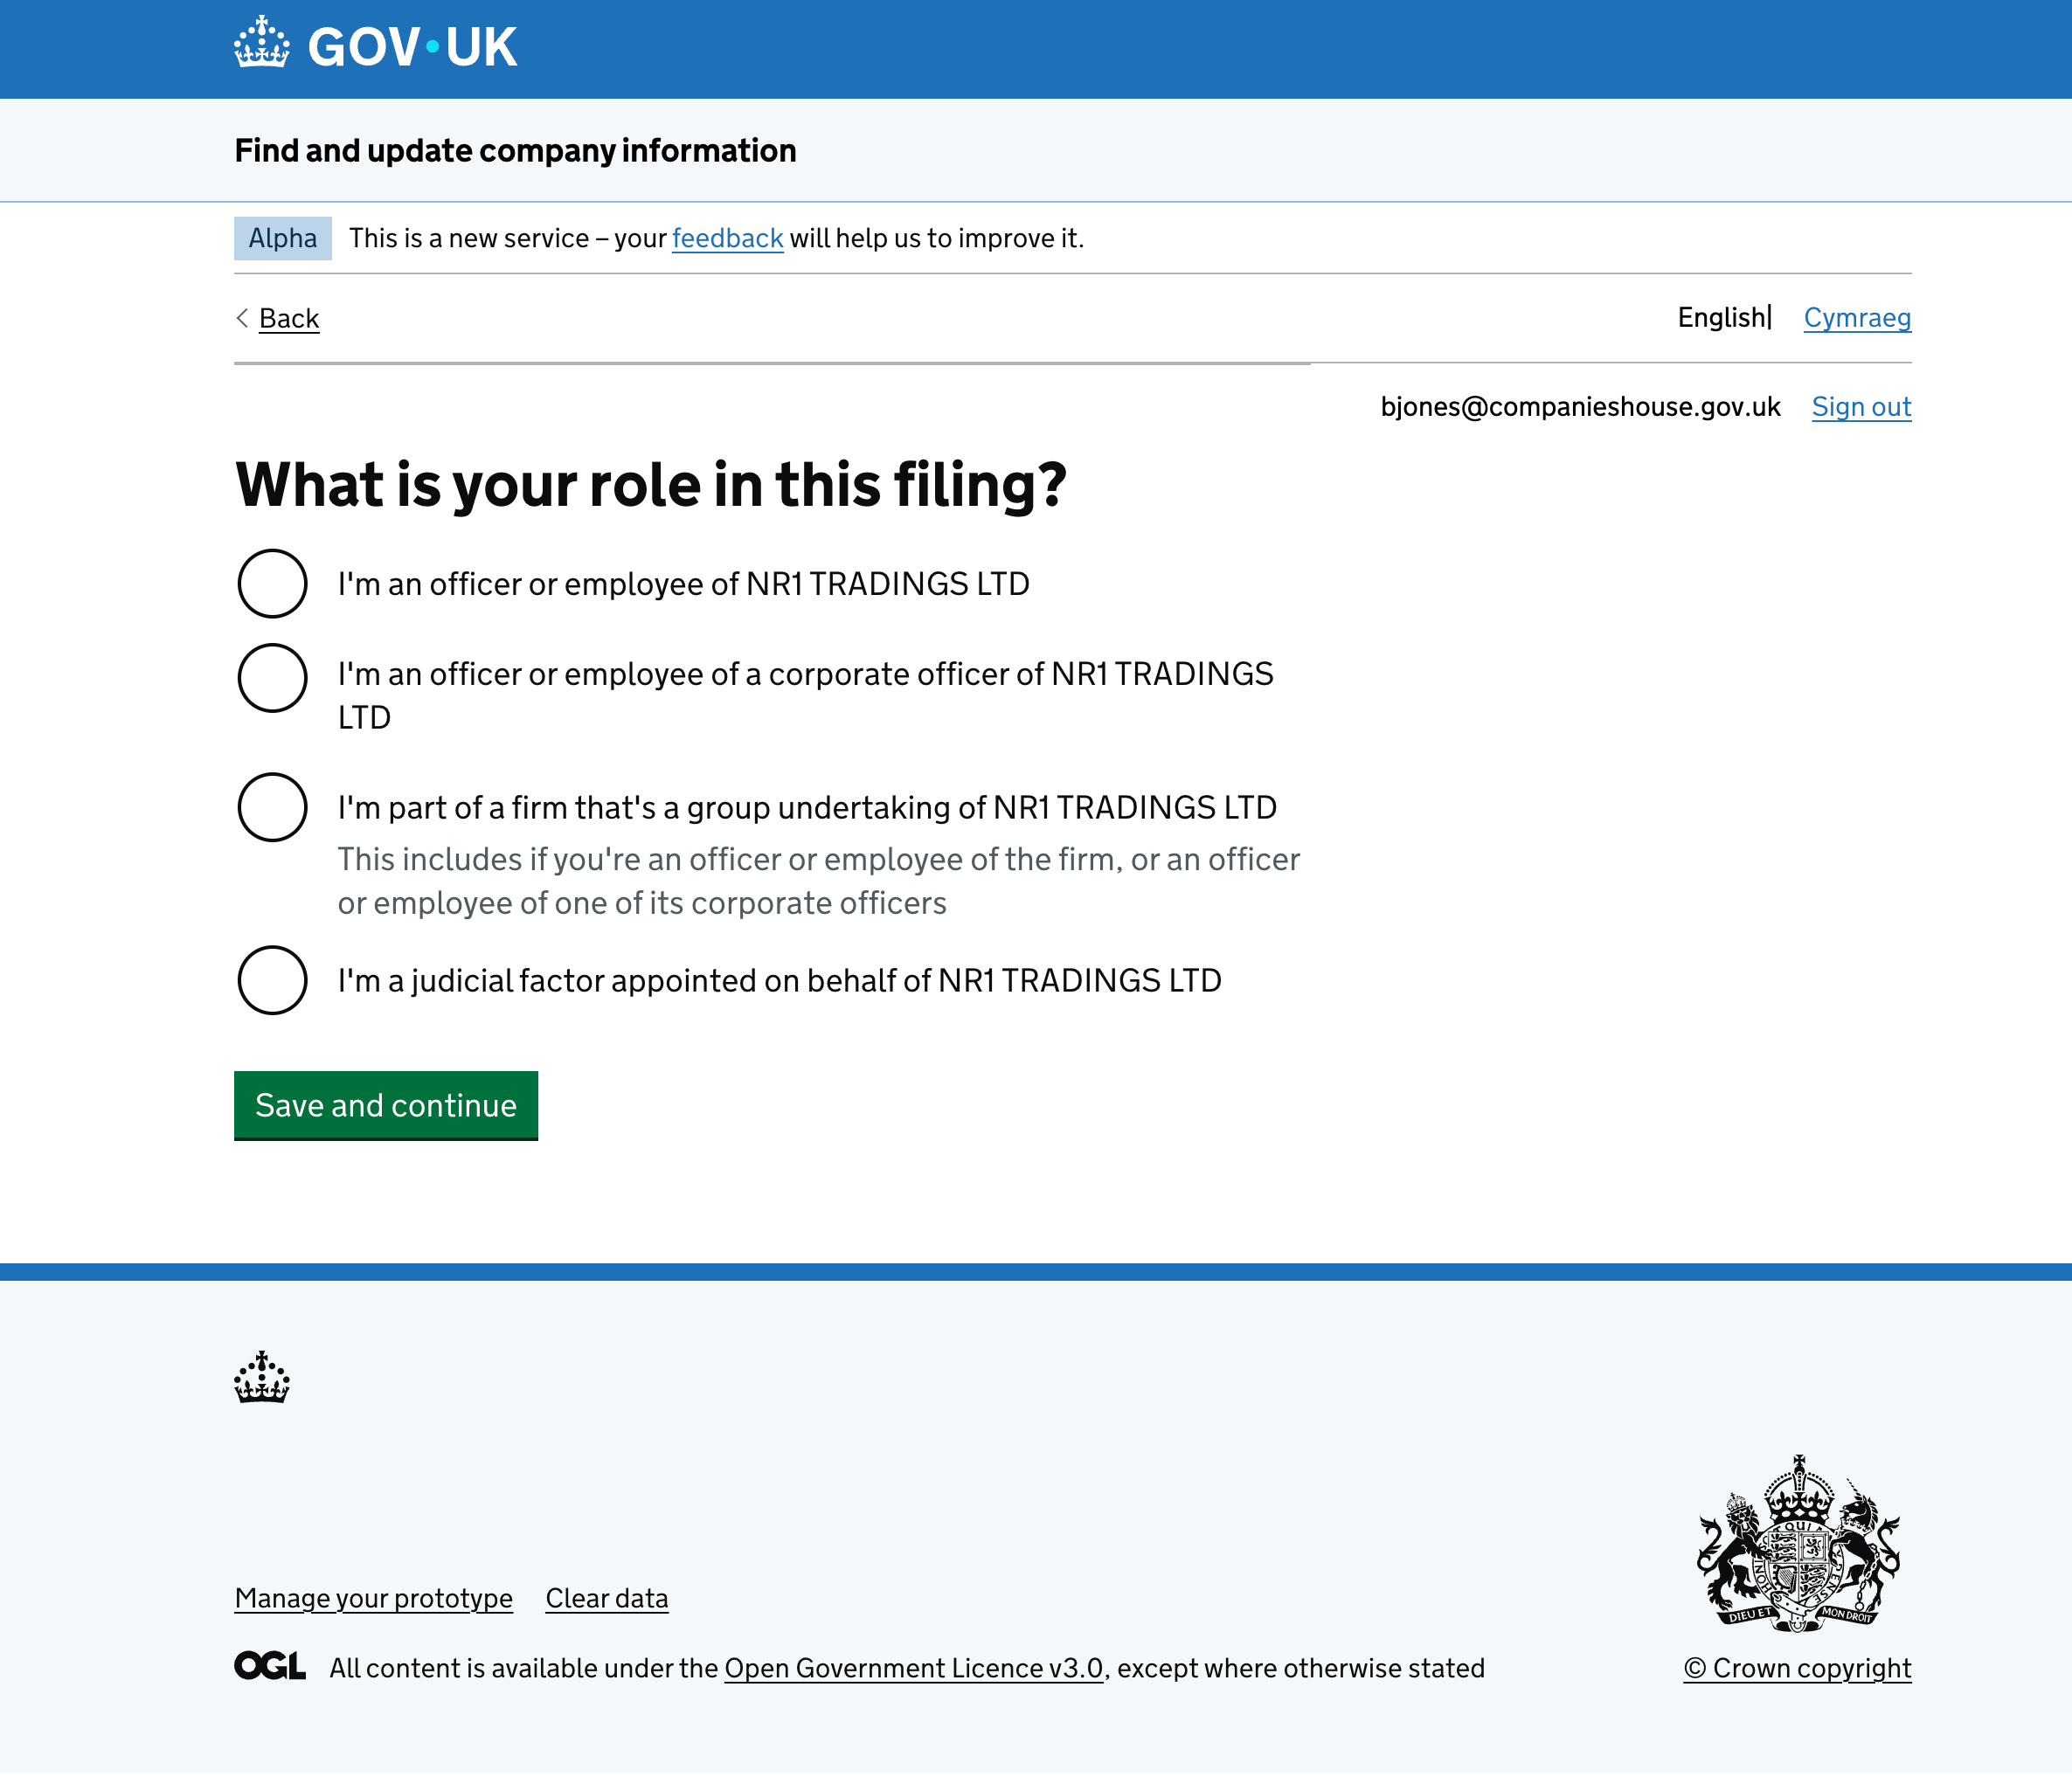 GOV·UK
Find and update company information
Alpha This is a new service – your feedback will help us to improve it.
Back English| Cymraeg
bjones@companieshouse.gov.uk Sign out
What is your role in this filing?
I'm an officer or employee of NR1 TRADINGS LTD
I'm an officer or employee of a corporate officer of NR1 TRADINGS
LTD
I'm part of a firm that's a group undertaking of NR1 TRADINGS LTD
This includes if you're an officer or employee of the firm, or an officer
or employee of one of its corporate officers
I'm a judicial factor appointed on behalf of NR1 TRADINGS LTD
Save and continue
DIEU ET MON DROIT
Manage your prototype Clear data
OGL All content is available under the Open Government Licence v3.0, except where otherwise stated
© Crown copyright